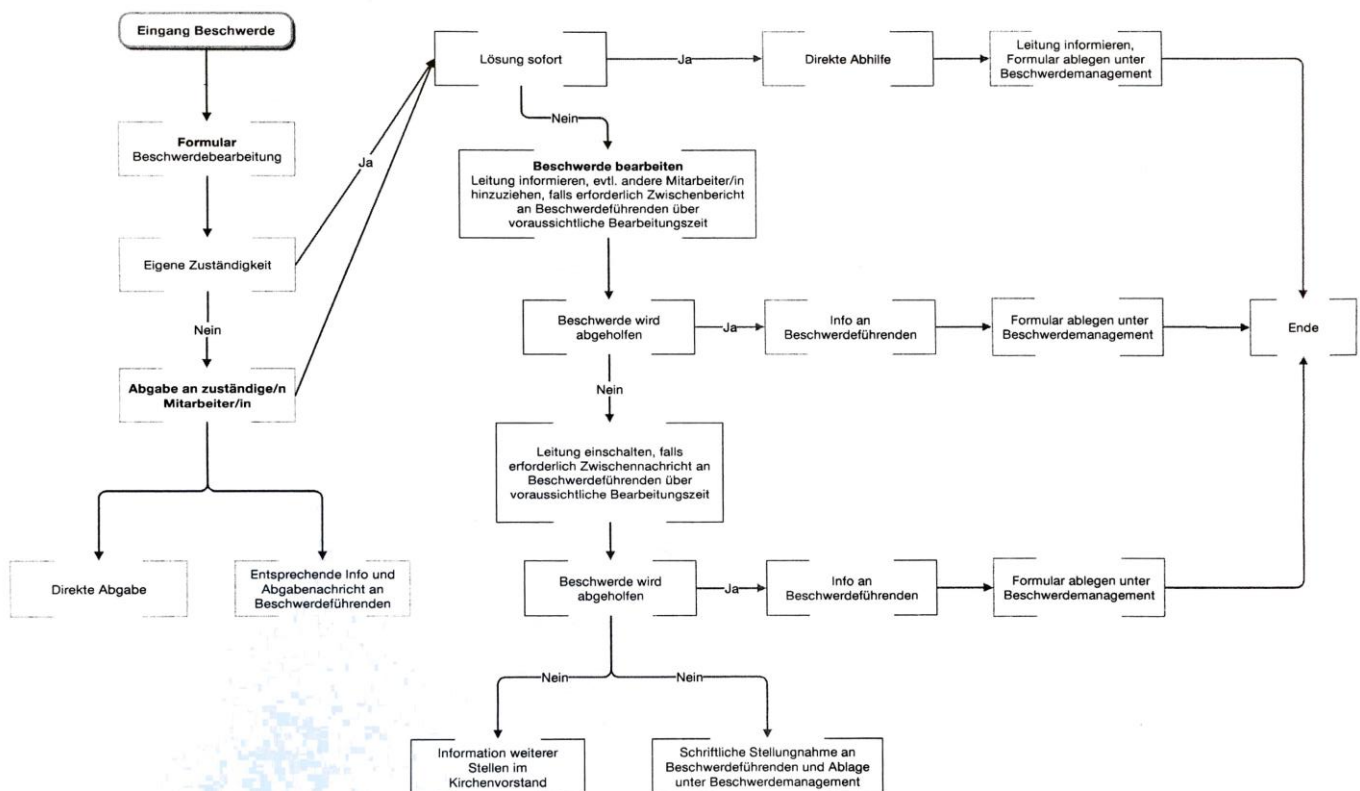 Eingang Beschwerde
Formular
Beschwerdebearbeitung
Eigene Zuständigkeit
Ja
Nein
Abgabe an zuständige/n
Mitarbeiter/in
Direkte Abgabe
Entsprechende Info und
Abgabenachricht an
Beschwerdeführenden
Lösung sofort
Ja
Direkte Abhilfe
Leitung informieren,
Formular ablegen unter
Beschwerdemanagement
Nein
Beschwerde bearbeiten
Leitung informieren, evtl. andere Mitarbeiter/in
hinzuziehen, falls erforderlich Zwischenbericht
an Beschwerdeführenden über
voraussichtliche Bearbeitungszeit
Beschwerde wird
abgeholfen
Ja
Info an
Beschwerdeführenden
Formular ablegen unter
Beschwerdemanagement
Ende
Nein
Leitung einschalten, falls
erforderlich Zwischennachricht an
Beschwerdeführenden über
voraussichtliche Bearbeitungszeit
Beschwerde wird
abgeholfen
Ja
Info an
Beschwerdeführenden
Formular ablegen unter
Beschwerdemanagement
Nein
Nein
Information weiterer
Stellen im
Kirchenvorstand
Schriftliche Stellungnahme an
Beschwerdeführenden und Ablage
unter Beschwerdemanagement